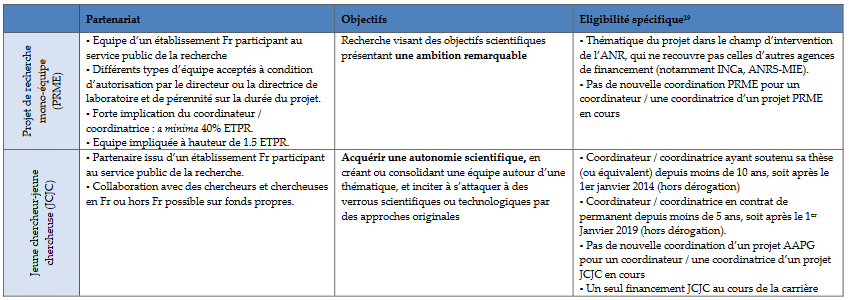 Partenariat
Objectifs
Eligibilité spécifique¹⁹
Projet de recherche
mono-équipe
(PRME)
• Equipe d'un établissement Fr participant au
service public de la recherche
• Différents types d'équipe acceptés à condition
d'autorisation par le directeur ou la directrice de
laboratoire et de pérennité sur la durée du projet.
• Forte implication du coordinateur /
coordinatrice : a minima 40% ETPR.
• Equipe impliquée à hauteur de 1.5 ETPR.
Recherche visant des objectifs scientifiques
présentant une ambition remarquable
• Thématique du projet dans le champ d'intervention
de l'ANR, qui ne recouvre pas celles d'autres agences
de financement (notamment INCa, ANRS-MIE).
• Pas de nouvelle coordination PRME pour un
coordinateur / une coordinatrice d'un projet PRME
en cours
Jeune chercheur-jeune
chercheuse (JCJC)
• Partenaire issu d'un établissement Fr participant
au service public de la recherche.
• Collaboration avec des chercheurs et chercheuses
en Fr ou hors Fr possible sur fonds propres.
Acquérir une autonomie scientifique, en
créant ou consolidant une équipe autour d'une
thématique, et inciter à s'attaquer à des
verrous scientifiques ou technologiques par
des approches originales
• Coordinateur / coordinatrice ayant soutenu sa thèse
(ou équivalent) depuis moins de 10 ans, soit après le
1er janvier 2014 (hors dérogation)
• Coordinateur / coordinatrice en contrat de
permanent depuis moins de 5 ans, soit après le 1ᵉʳ
Janvier 2019 (hors dérogation).
• Pas de nouvelle coordination d'un projet AAPG
pour un coordinateur / une coordinatrice d'un projet
JCJC en cours
• Un seul financement JCJC au cours de la carrière